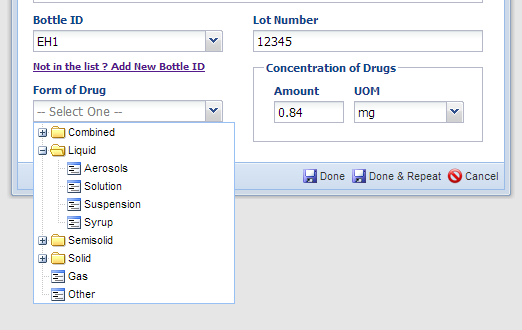 Bottle ID
Lot Number
EH1
12345
Not in the list ? Add New Bottle ID
Concentration of Drugs
Form of Drug
Amount
UOM
-- Select One --
0.84
mg
Combined
Liquid
Aerosols
Solution
Suspension
Syrup
Semisolid
Solid
Gas
Other
Done
Done & Repeat
Cancel